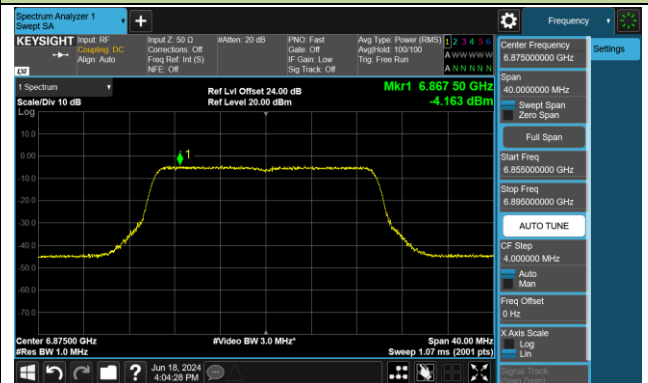 Spectrum Analyzer 1
Swept SA
+
Frequency
KEYSIGHT
Input: RF
Coupling: DC
Align: Auto
Input Z: 50 Ω
Corrections: Off
Freq Ref: Int (S)
NFE: Off
#Atten: 20 dB
PNO: Fast
Gate: Off
IF Gain: Low
Sig Track: Off
Avg Type: Power (RMS)
Avg|Hold: 100/100
Trig: Free Run
1 2 3 4 5 6
A W W W W W
A N N N N N
LXI
1 Spectrum
Scale/Div 10 dB
Log
Ref Lvl Offset 24.00 dB
Ref Level 20.00 dBm
Mkr1 6.867 50 GHz
-4.163 dBm
10.0
0.00
-10.0
-20.0
-30.0
-40.0
-50.0
-60.0
-70.0
1
Center 6.87500 GHz
#Res BW 1.0 MHz
#Video BW 3.0 MHz*
Span 40.00 MHz
Sweep 1.07 ms (2001 pts)
Jun 18, 2024
4:04:28 PM
Center Frequency
6.875000000 GHz
Span
40.0000000 MHz
Swept Span
Zero Span
Full Span
Start Freq
6.855000000 GHz
Stop Freq
6.895000000 GHz
AUTO TUNE
CF Step
4.000000 MHz
Auto
Man
Freq Offset
0 Hz
X Axis Scale
Log
Lin
Signal Track
(Span Zoom)
Settings